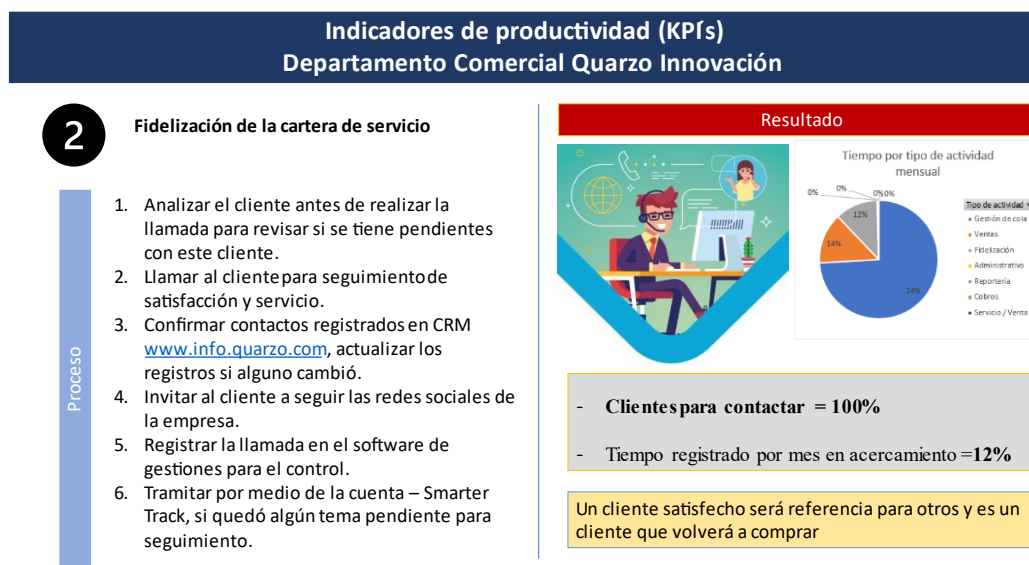 Indicadores de productividad (KPI´s)
Departamento Comercial Quarzo Innovación
2
Fidelización de la cartera de servicio
Proceso
1. Analizar el cliente antes de realizar la
llamada para revisar si se tiene pendientes
con este cliente.
2. Llamar al cliente para seguimiento de
satisfacción y servicio.
3. Confirmar contactos registrados en CRM
www.info.quarzo.com, actualizar los
registros si alguno cambió.
4. Invitar al cliente a seguir las redes sociales de
la empresa.
5. Registrar la llamada en el software de
gestiones para el control.
6. Tramitar por medio de la cuenta – Smarter
Track, si quedó algún tema pendiente para
seguimiento.
Resultado
Tiempo por tipo de actividad
mensual
0%
0%
0%
0%
12%
14%
74%
Tipo de actividad
Gestión de cola
Ventas
Fidelización
Administrativo
Reportería
Cobros
Servicio / Venta
- Clientes para contactar = 100%
- Tiempo registrado por mes en acercamiento =12%
Un cliente satisfecho será referencia para otros y es un
cliente que volverá a comprar